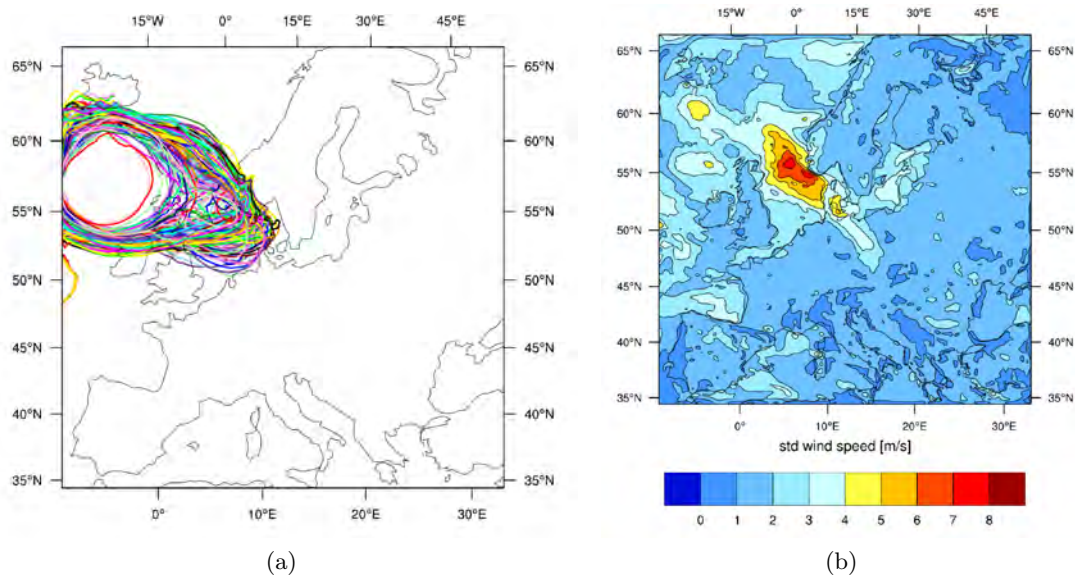 15°W 0° 15°E 30°E 45°E
65°N 65°N
60°N 60°N
55°N 55°N
50°N 50°N
45°N 45°N
40°N 40°N
35°N 35°N
0° 10°E 20°E 30°E
(a)
15°W 0° 15°E 30°E 45°E
65°N 65°N
60°N 60°N
55°N 55°N
50°N 50°N
45°N 45°N
40°N 40°N
35°N 35°N
0° 10°E 20°E 30°E
std wind speed [m/s]
0 1 2 3 4 5 6 7 8
(b)